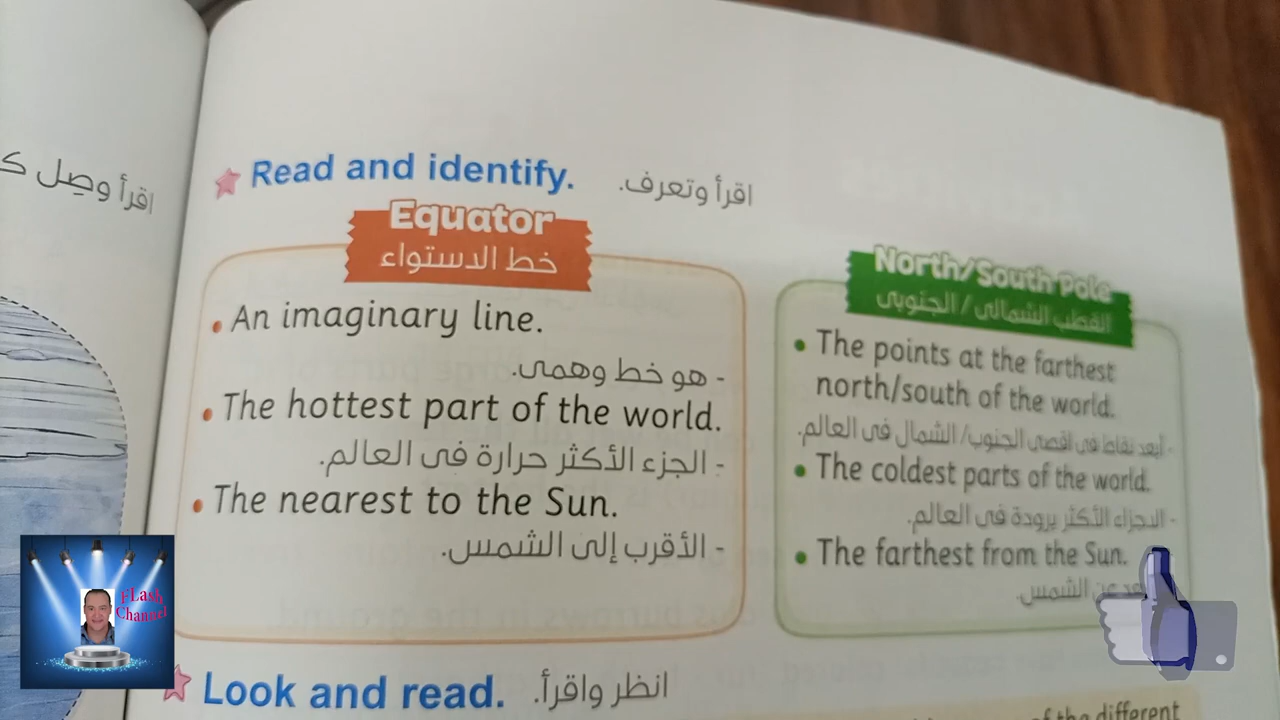 اقرأ وصِل
Read and identify. اقرأ وتعرف.
Equator
خط الاستواء
• An imaginary line.
- هو خط وهمى.
• The hottest part of the world.
- الجزء الأكثر حرارة فى العالم.
• The nearest to the Sun.
- الأقرب إلى الشمس.
North/South Pole
القطب الشمالى / الجنوبى
• The points at the farthest
north/south of the world.
- أبعد نقاط فى أقصى الجنوب/ الشمال فى العالم.
• The coldest parts of the world.
- الاجزاء الأكثر برودة فى العالم.
• The farthest from the Sun.
عن الشمس.
Look and read. انظر واقرأ.
of the different
FLash
Channel